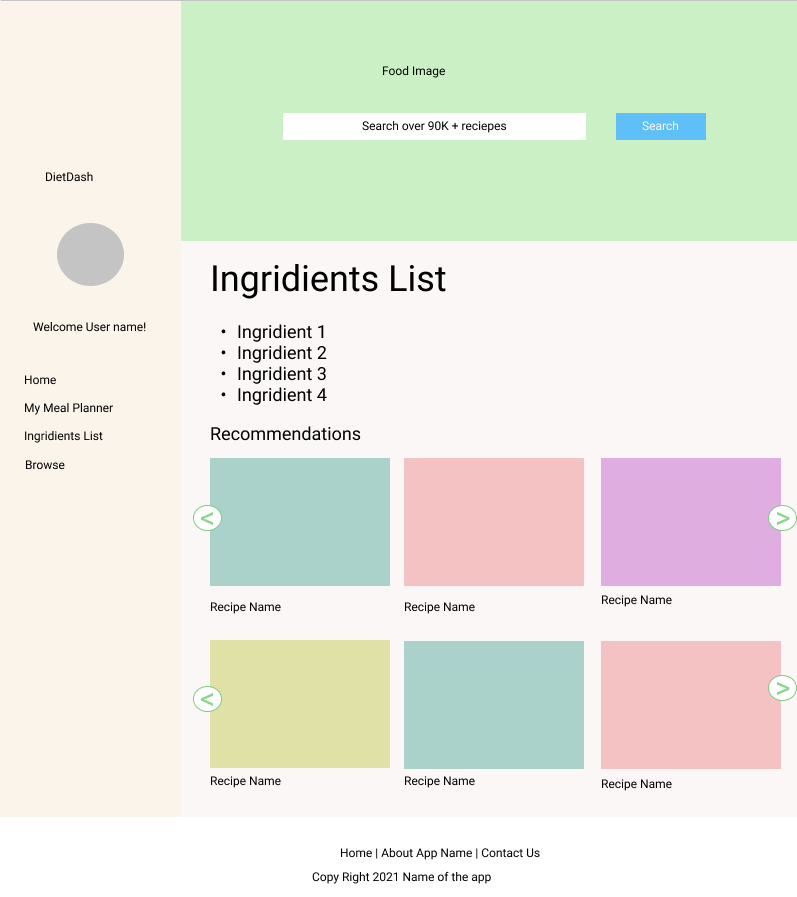 DietDash
Welcome User name!
Home
My Meal Planner
Ingridients List
Browse
Food Image
Search over 90K + reciepes
Search
Ingridients List
• Ingridient 1
• Ingridient 2
• Ingridient 3
• Ingridient 4
Recommendations
< >
Recipe Name Recipe Name Recipe Name
< >
Recipe Name Recipe Name Recipe Name
Home | About App Name | Contact Us
Copy Right 2021 Name of the app